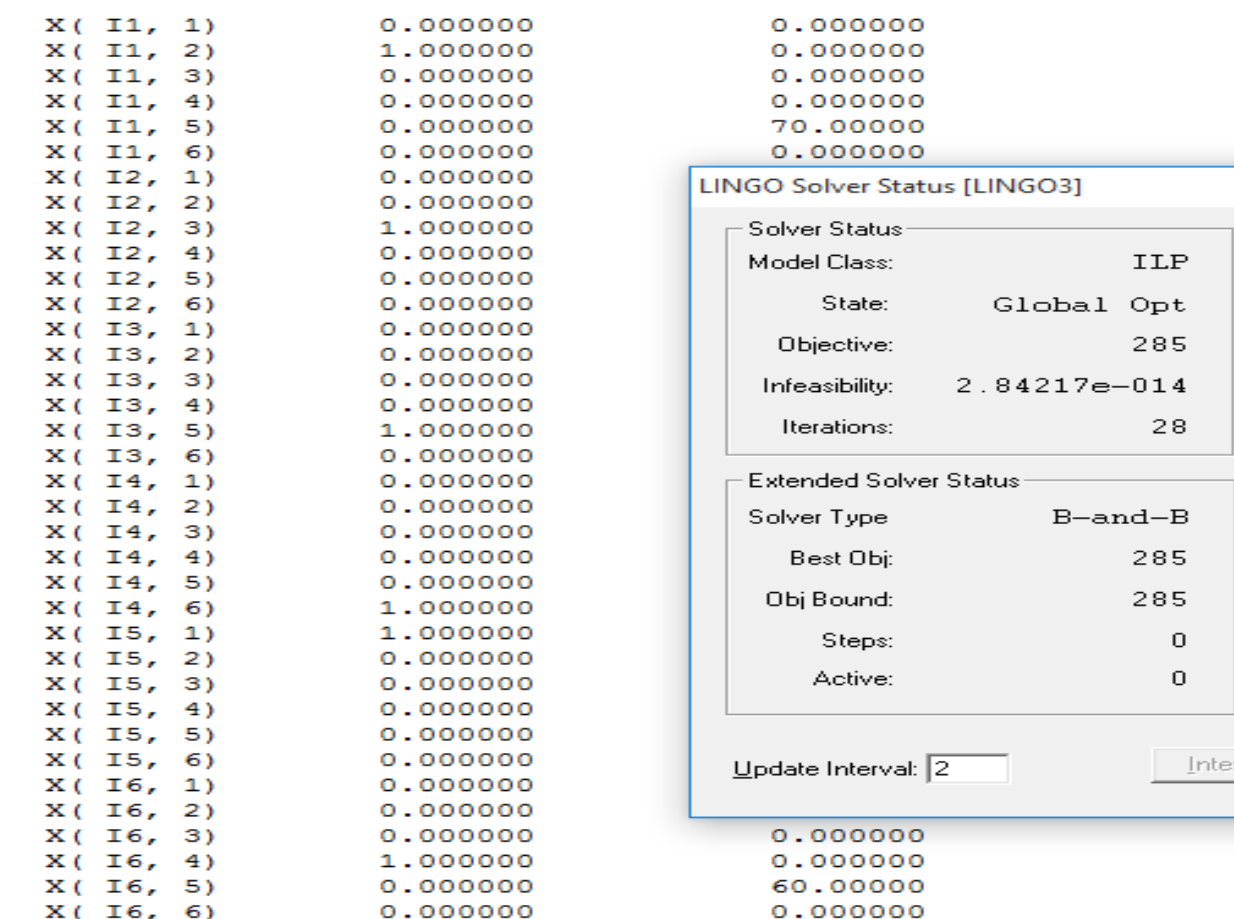 X( I1, 1) 0.000000 0.000000
X( I1, 2) 1.000000 0.000000
X( I1, 3) 0.000000 0.000000
X( I1, 4) 0.000000 0.000000
X( I1, 5) 0.000000 70.00000
X( I1, 6) 0.000000 0.000000
X( I2, 1) 0.000000
X( I2, 2) 0.000000
X( I2, 3) 1.000000
X( I2, 4) 0.000000
X( I2, 5) 0.000000
X( I2, 6) 0.000000
X( I3, 1) 0.000000
X( I3, 2) 0.000000
X( I3, 3) 0.000000
X( I3, 4) 0.000000
X( I3, 5) 1.000000
X( I3, 6) 0.000000
X( I4, 1) 0.000000
X( I4, 2) 0.000000
X( I4, 3) 0.000000
X( I4, 4) 0.000000
X( I4, 5) 0.000000
X( I4, 6) 1.000000
X( I5, 1) 1.000000
X( I5, 2) 0.000000
X( I5, 3) 0.000000
X( I5, 4) 0.000000
X( I5, 5) 0.000000
X( I5, 6) 0.000000
X( I6, 1) 0.000000
X( I6, 2) 0.000000
X( I6, 3) 0.000000 0.000000
X( I6, 4) 1.000000 0.000000
X( I6, 5) 0.000000 60.00000
X( I6, 6) 0.000000 0.000000
LINGO Solver Status [LINGO3]
Solver Status
Model Class: ILP
State: Global Opt
Objective: 285
Infeasibility: 2.84217e-014
Iterations: 28
Extended Solver Status
Solver Type B-and-B
Best Obj: 285
Obj Bound: 285
Steps: 0
Active: 0
Update Interval: 2